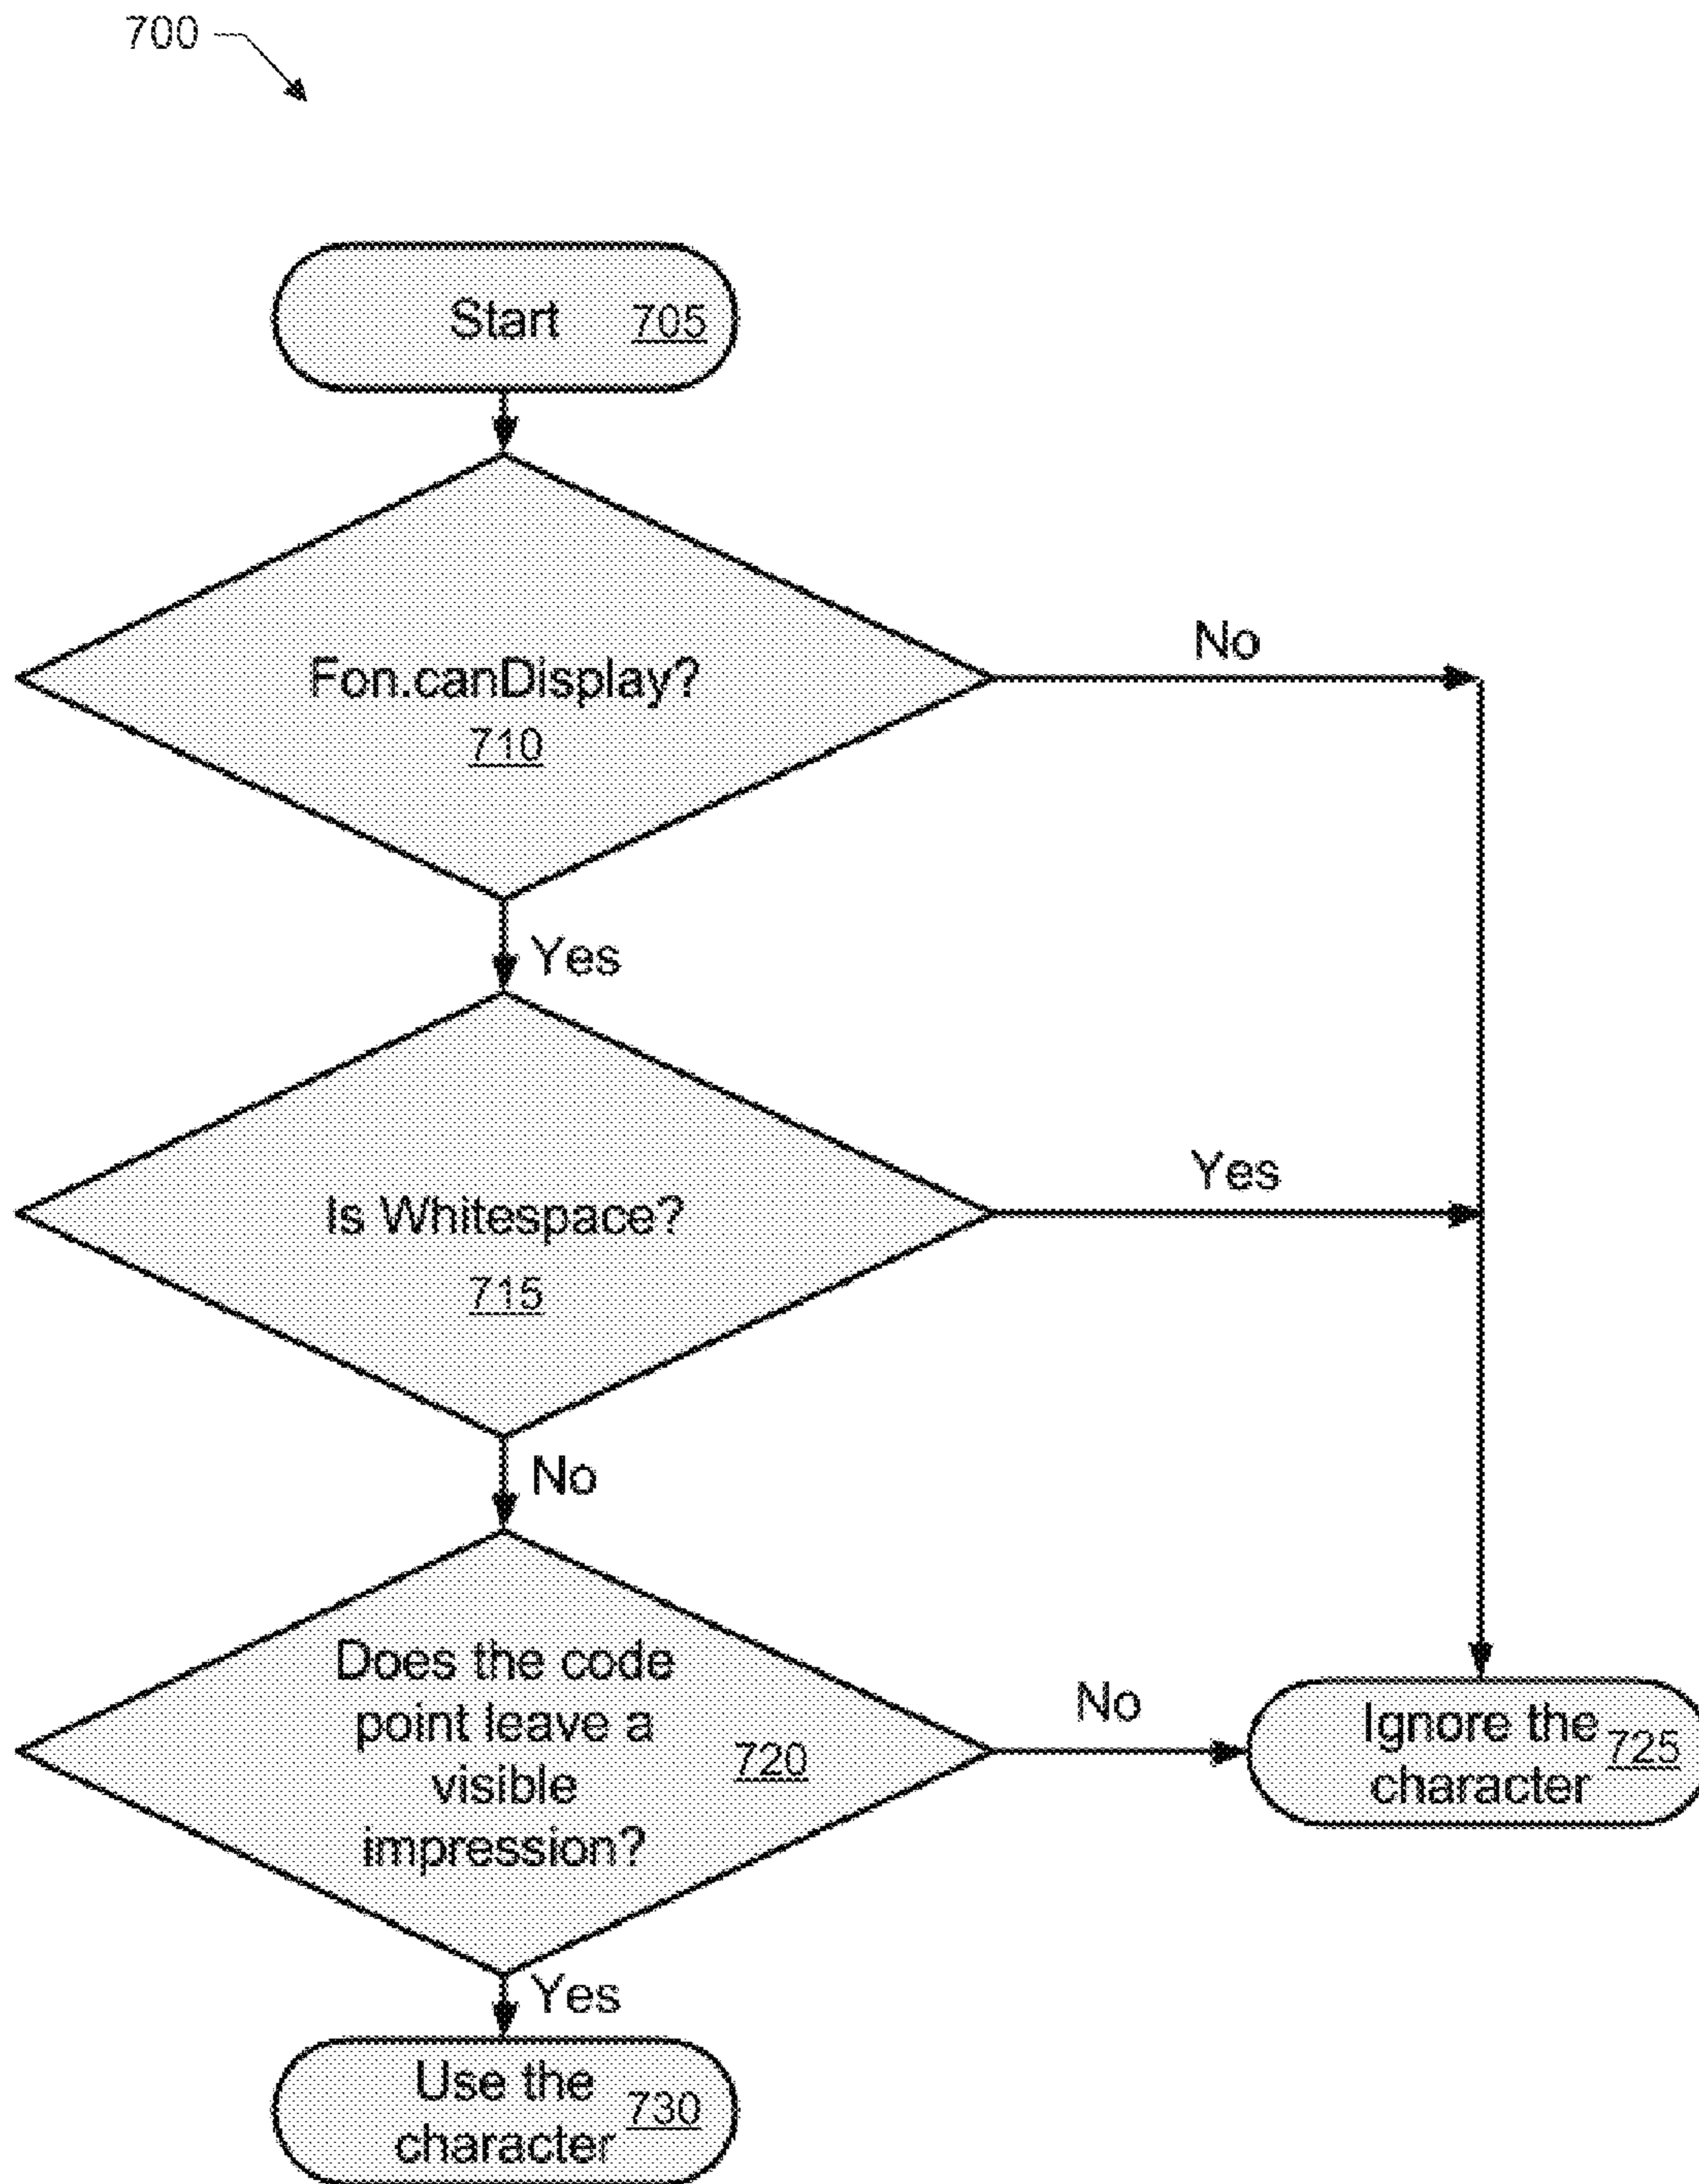 700
Start 705
Fon.canDisplay?
710
No
Yes
Is Whitespace?
715
Yes
No
Does the code
point leave a
visible
impression?
720
No
Ignore the
character
725
Yes
Use the
character
730